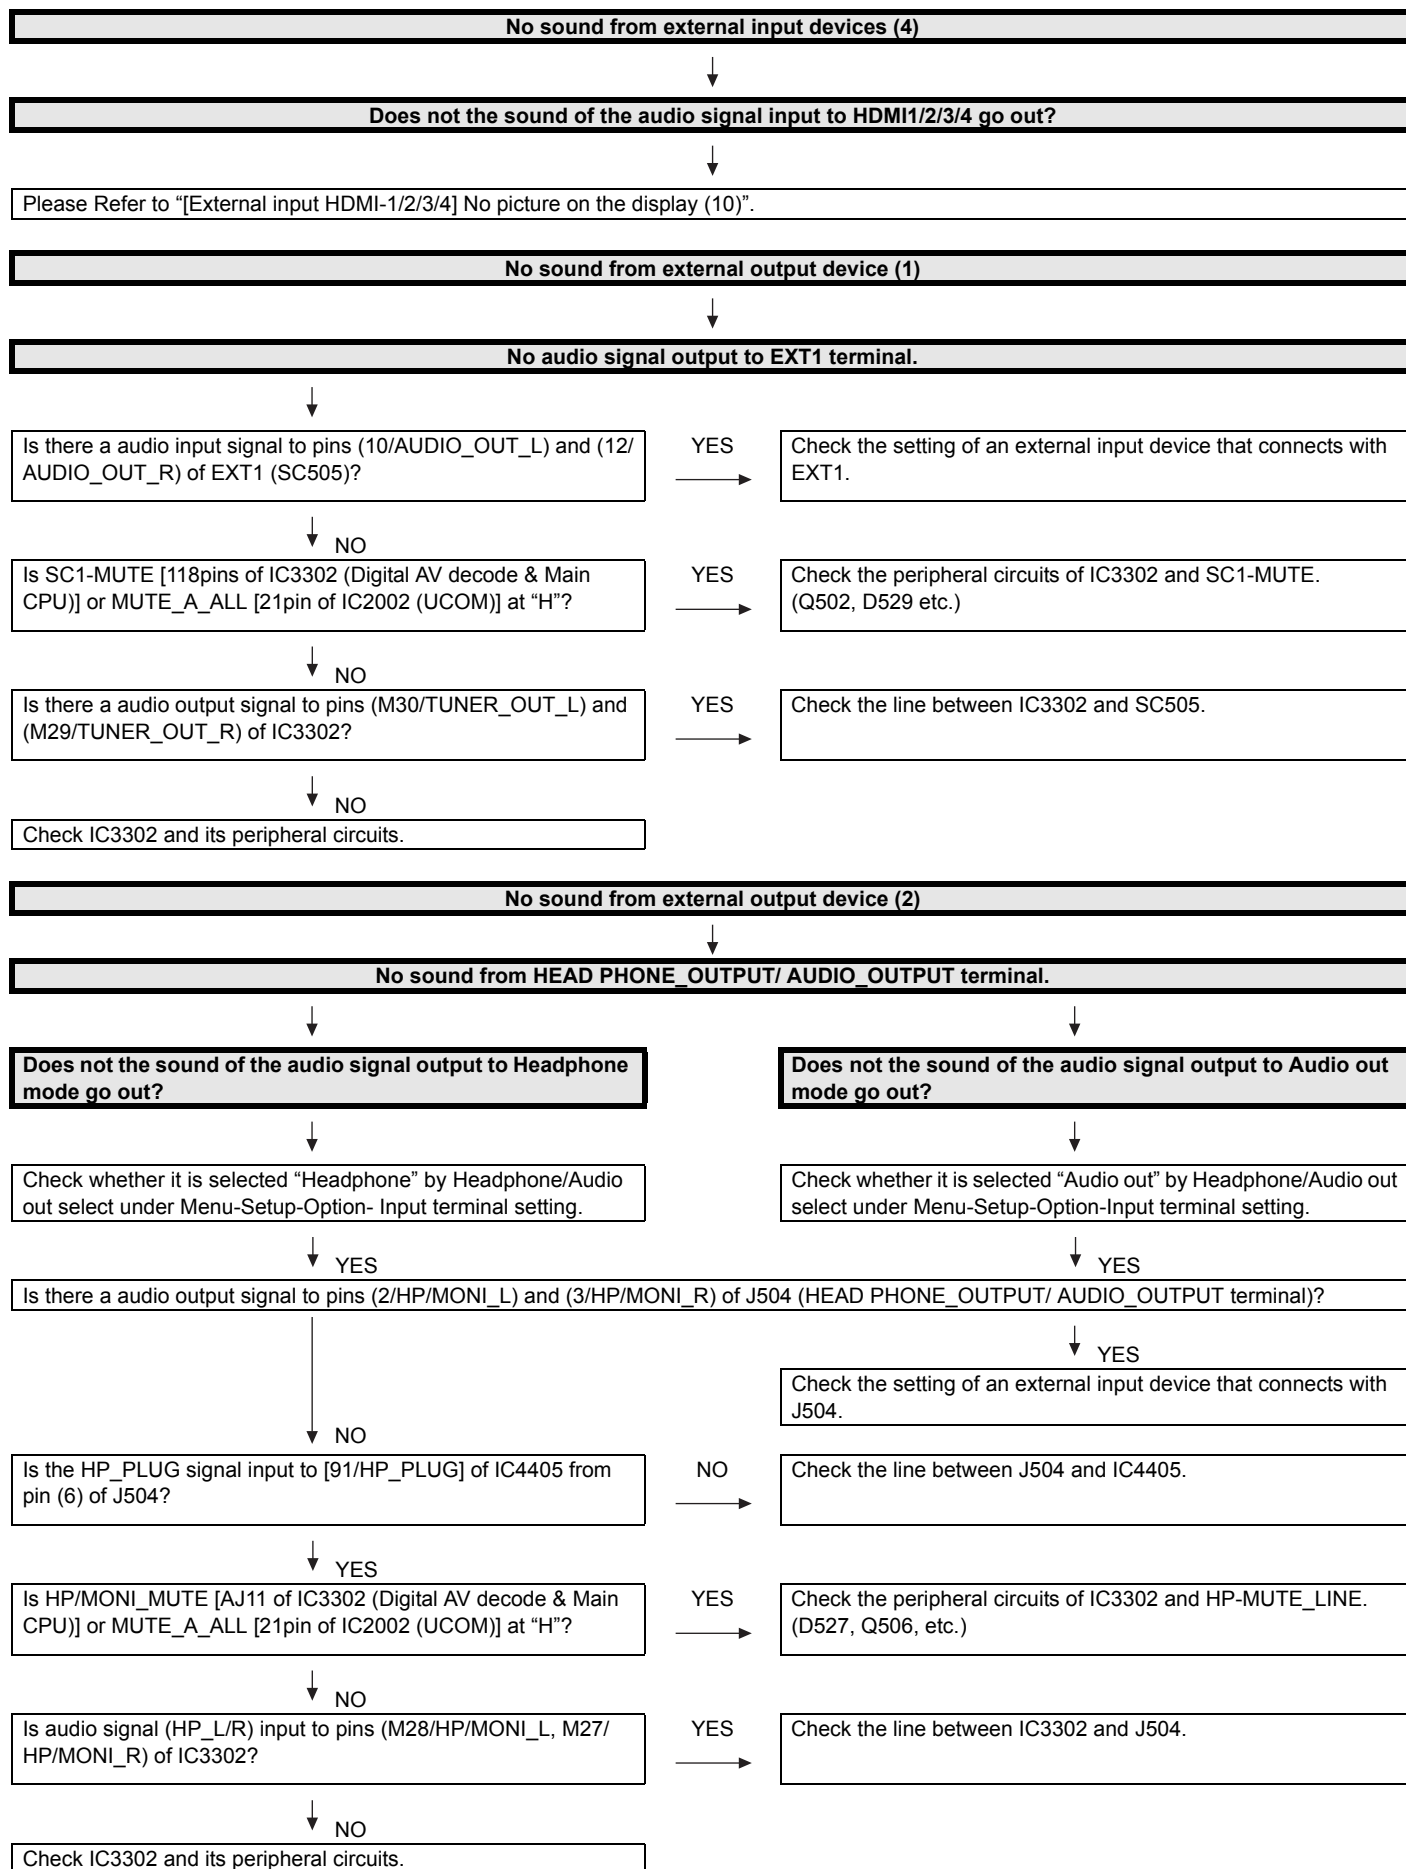 No sound from external input devices (4)
Does not the sound of the audio signal input to HDMI1/2/3/4 go out?
Please Refer to “[External input HDMI-1/2/3/4] No picture on the display (10)”.
No sound from external output device (1)
No audio signal output to EXT1 terminal.
Is there a audio input signal to pins (10/AUDIO_OUT_L) and (12/
AUDIO_OUT_R) of EXT1 (SC505)?
YES
Check the setting of an external input device that connects with
EXT1.
NO
Is SC1-MUTE [118pins of IC3302 (Digital AV decode & Main
CPU)] or MUTE_A_ALL [21pin of IC2002 (UCOM)] at “H”?
YES
Check the peripheral circuits of IC3302 and SC1-MUTE.
(Q502, D529 etc.)
NO
Is there a audio output signal to pins (M30/TUNER_OUT_L) and
(M29/TUNER_OUT_R) of IC3302?
YES
Check the line between IC3302 and SC505.
NO
Check IC3302 and its peripheral circuits.
No sound from external output device (2)
No sound from HEAD PHONE_OUTPUT/ AUDIO_OUTPUT terminal.
Does not the sound of the audio signal output to Headphone
mode go out?
Does not the sound of the audio signal output to Audio out
mode go out?
Check whether it is selected “Headphone” by Headphone/Audio
out select under Menu-Setup-Option- Input terminal setting.
Check whether it is selected “Audio out” by Headphone/Audio out
select under Menu-Setup-Option-Input terminal setting.
YES
YES
Is there a audio output signal to pins (2/HP/MONI_L) and (3/HP/MONI_R) of J504 (HEAD PHONE_OUTPUT/ AUDIO_OUTPUT terminal)?
YES
Check the setting of an external input device that connects with
J504.
NO
Is the HP_PLUG signal input to [91/HP_PLUG] of IC4405 from
pin (6) of J504?
NO
Check the line between J504 and IC4405.
YES
Is HP/MONI_MUTE [AJ11 of IC3302 (Digital AV decode & Main
CPU)] or MUTE_A_ALL [21pin of IC2002 (UCOM)] at “H”?
YES
Check the peripheral circuits of IC3302 and HP-MUTE_LINE.
(D527, Q506, etc.)
NO
Is audio signal (HP_L/R) input to pins (M28/HP/MONI_L, M27/
HP/MONI_R) of IC3302?
YES
Check the line between IC3302 and J504.
NO
Check IC3302 and its peripheral circuits.